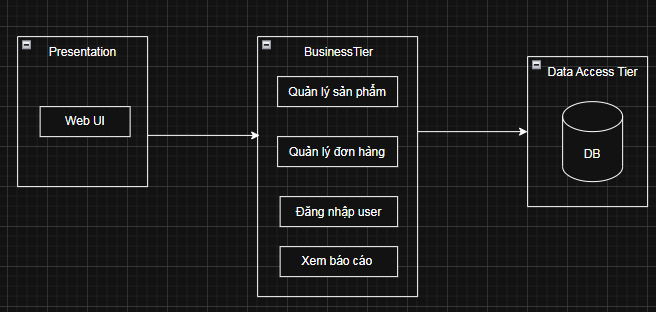 Presentation
Web UI
BusinessTier
Quản lý sản phẩm
Quản lý đơn hàng
Đăng nhập user
Xem báo cáo
Data Access Tier
DB